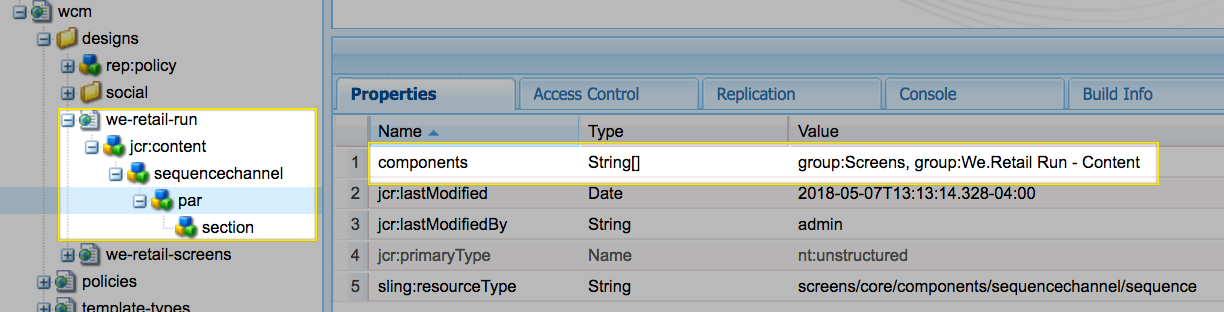 wcm
designs
rep:policy
social
we-retail-run
jcr:content
sequencechannel
par
section
we-retail-screens
policies
template-types
Properties Access Control Replication Console Build Info
Name Type Value
1 components String[] group:Screens, group:We.Retail Run - Content
2 jcr:lastModified Date 2018-05-07T13:13:14.328-04:00
3 jcr:lastModifiedBy String admin
4 jcr:primaryType Name nt:unstructured
5 sling:resourceType String screens/core/components/sequencechannel/sequence